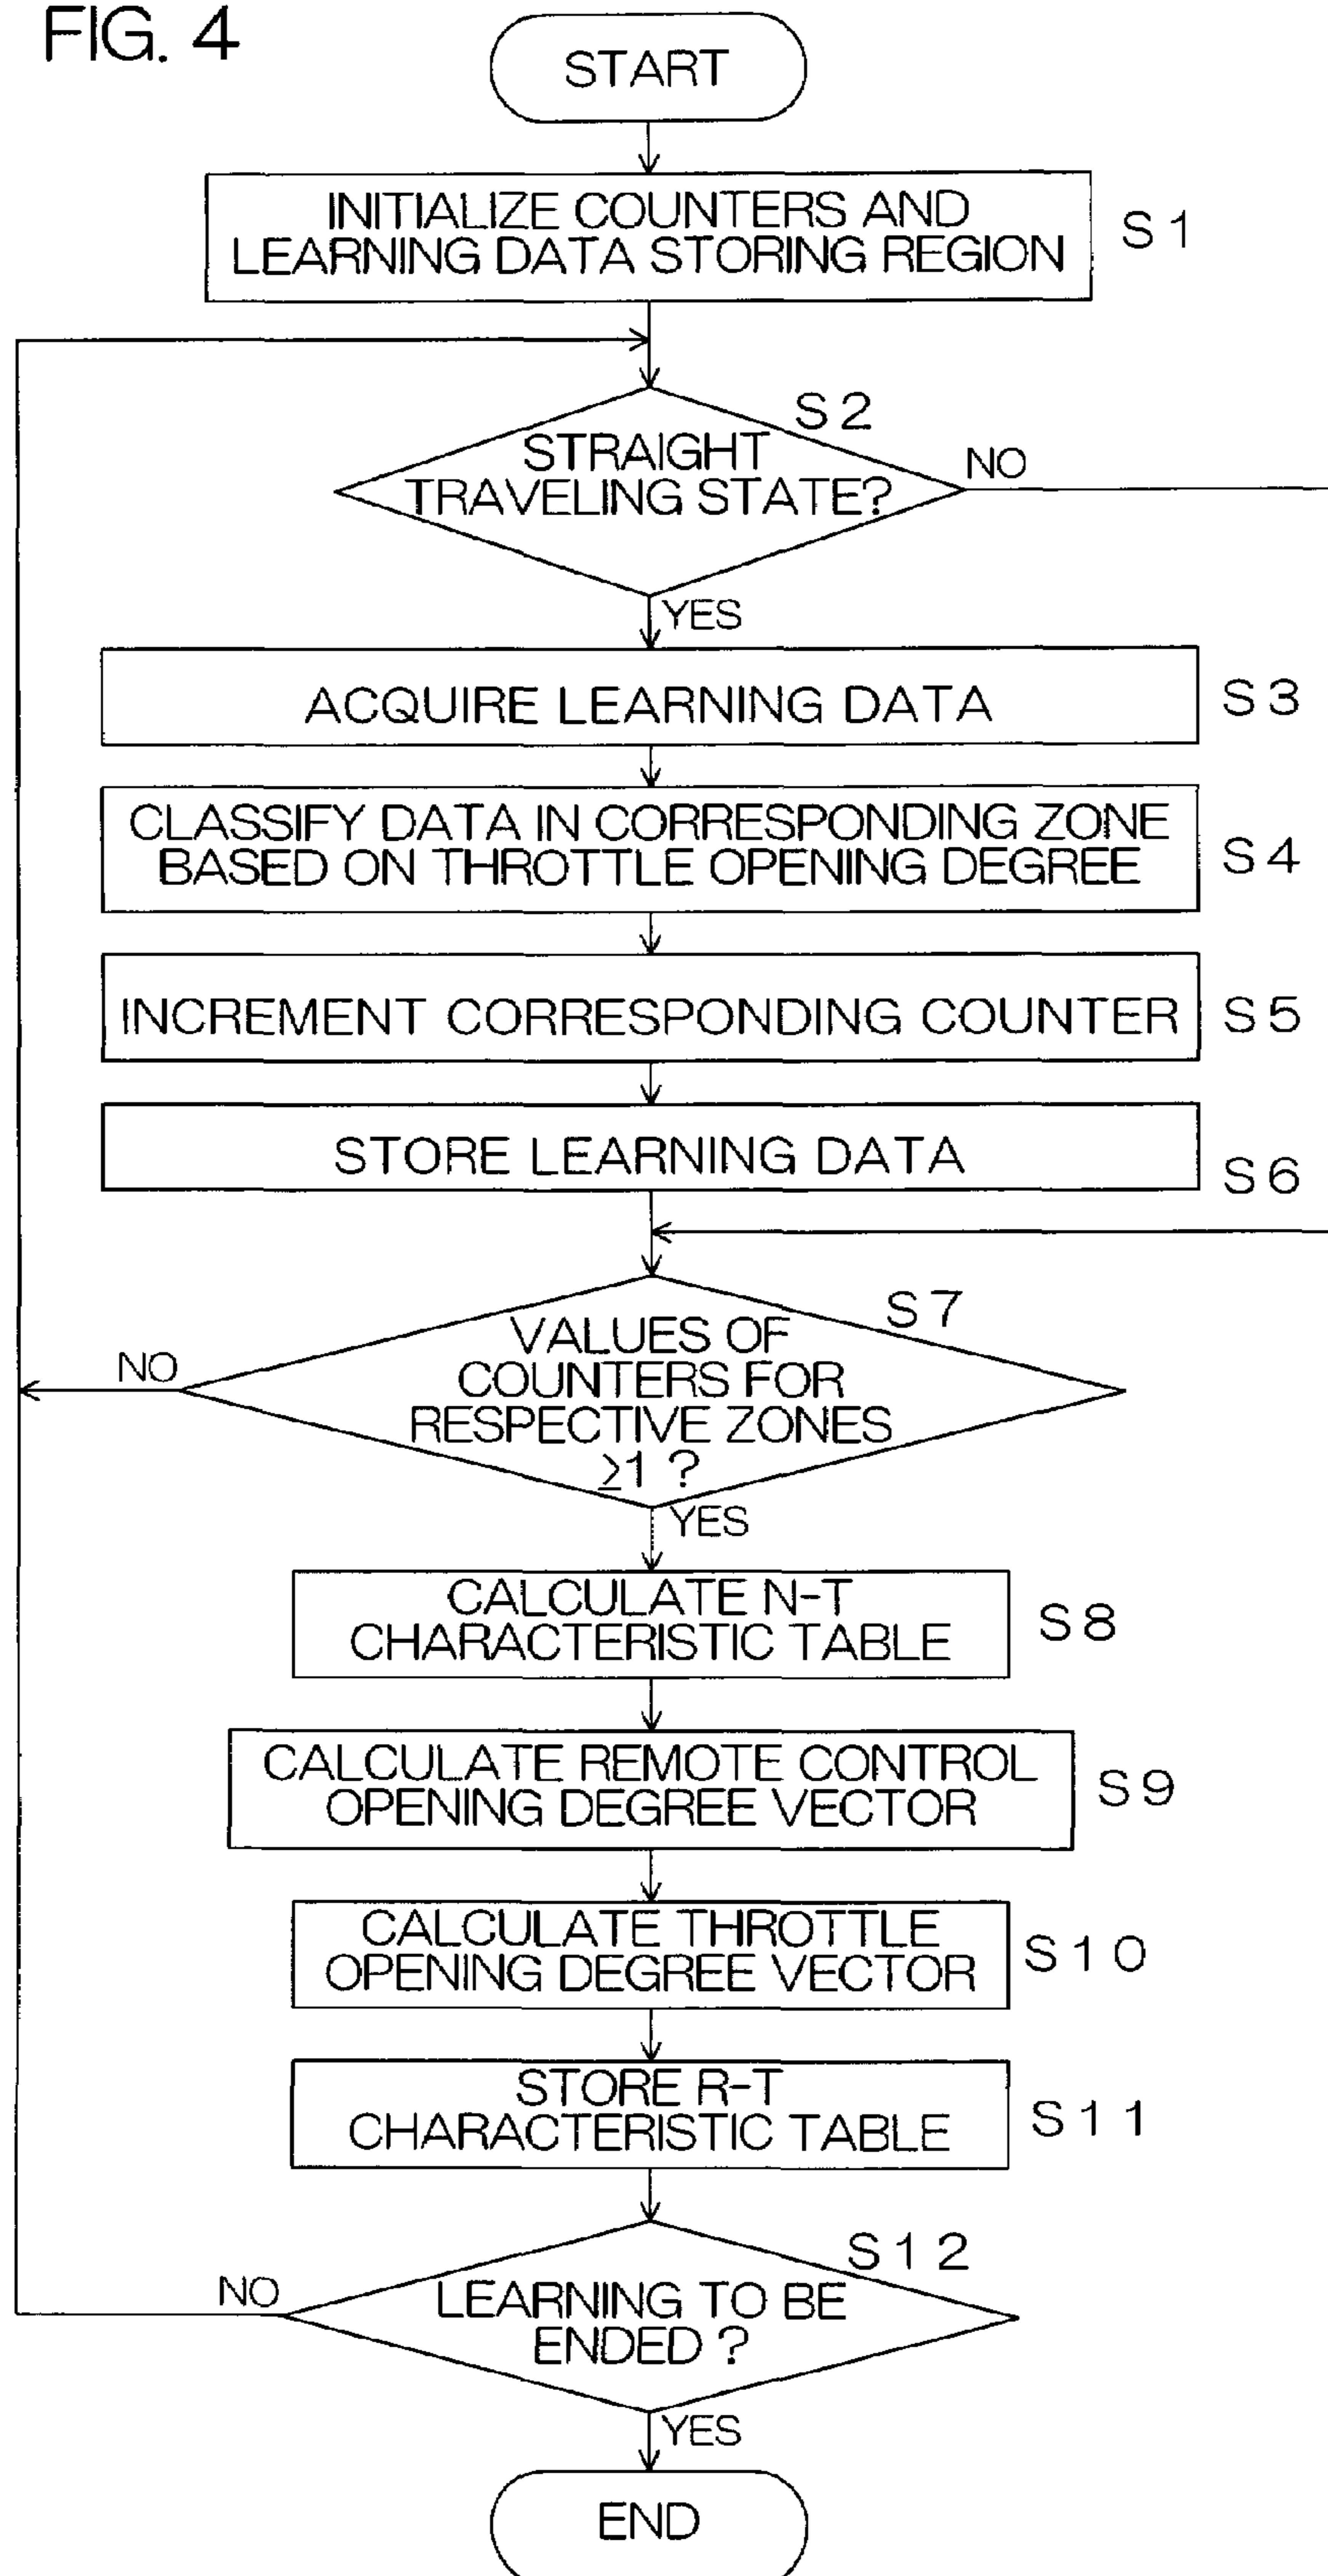 FIG. 4
START
INITIALIZE COUNTERS AND
LEARNING DATA STORING REGION
S1
S2
STRAIGHT
TRAVELING STATE?
NO
YES
ACQUIRE LEARNING DATA
S3
CLASSIFY DATA IN CORRESPONDING ZONE
BASED ON THROTTLE OPENING DEGREE
S4
INCREMENT CORRESPONDING COUNTER
S5
STORE LEARNING DATA
S6
S7
VALUES OF
COUNTERS FOR
RESPECTIVE ZONES
≥1 ?
NO
YES
CALCULATE N-T
CHARACTERISTIC TABLE
S8
CALCULATE REMOTE CONTROL
OPENING DEGREE VECTOR
S9
CALCULATE THROTTLE
OPENING DEGREE VECTOR
S10
STORE R-T
CHARACTERISTIC TABLE
S11
S12
LEARNING TO BE
ENDED ?
NO
YES
END